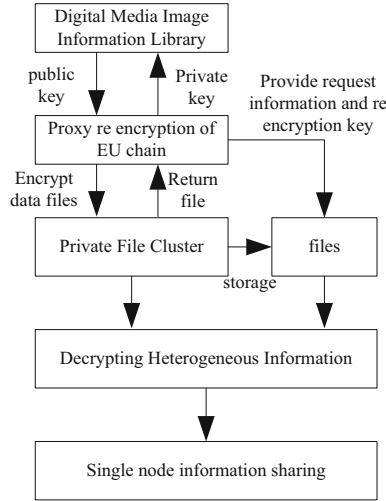 Digital Media Image
Information Library
public
key
Private
key
Provide request
information and re
encryption key
Proxy re encryption of
EU chain
Encrypt
data files
Return
file
Private File Cluster
files
storage
Decrypting Heterogeneous Information
Single node information sharing